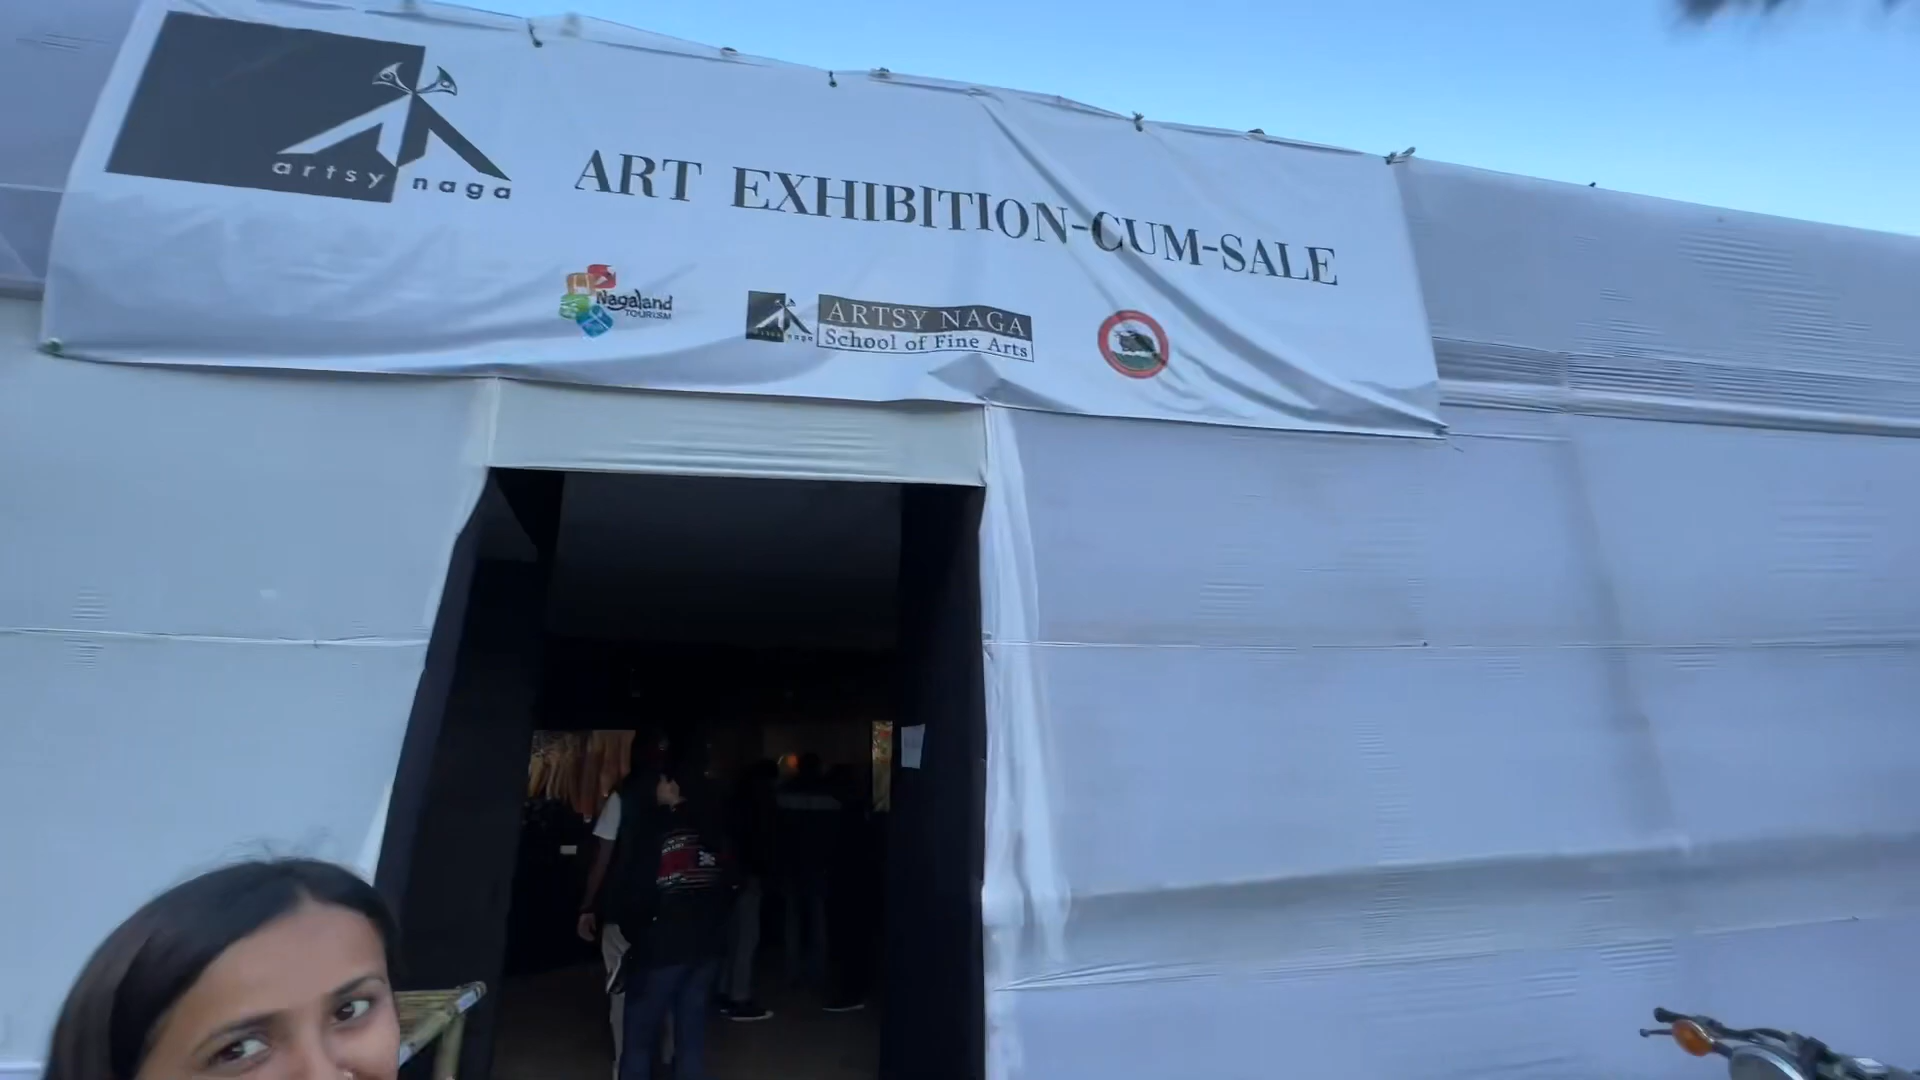 artsy naga
ART EXHIBITION-CUM-SALE
Nagaland
TOURISM
ARTSY NAGA
School of Fine Arts